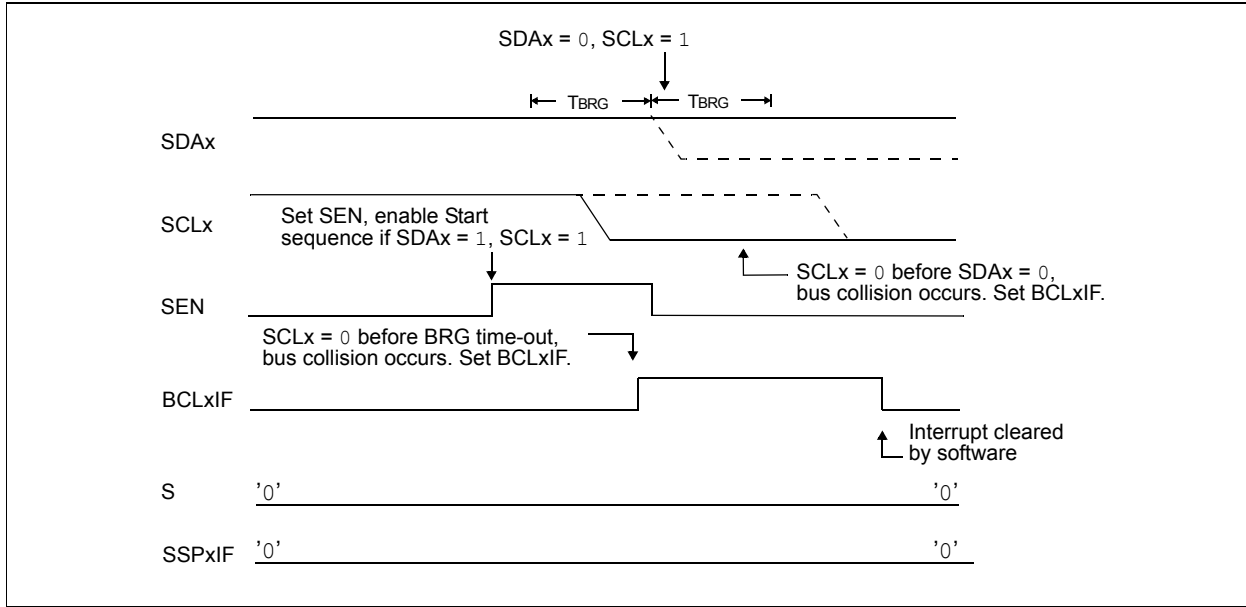 SDAx = 0, SCLx = 1
TBRG TBRG
SDAx
SCLx
Set SEN, enable Start
sequence if SDAx = 1, SCLx = 1
SCLx = 0 before SDAx = 0,
bus collision occurs. Set BCLxIF.
SEN
SCLx = 0 before BRG time-out,
bus collision occurs. Set BCLxIF.
BCLxIF
Interrupt cleared
by software
S '0' '0'
SSPxIF '0' '0'